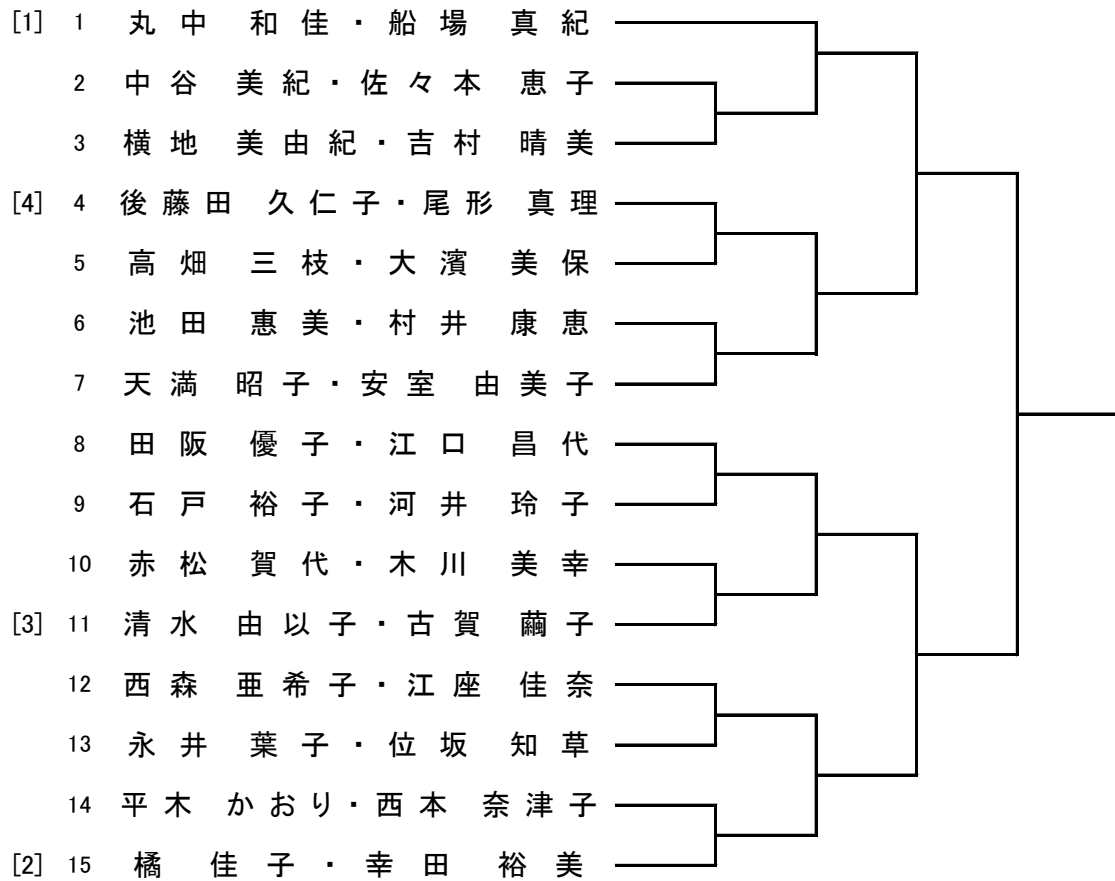 [1] 1 丸中 和佳・船場 真紀
2 中谷 美紀・佐々本 恵子
3 横地 美由紀・吉村 晴美
[4] 4 後藤田 久仁子・尾形 真理
5 高畑 三枝・大濱 美保
6 池田 惠美・村井 康恵
7 天満 昭子・安室 由美子
8 田阪 優子・江口 昌代
9 石戸 裕子・河井 玲子
10 赤松 賀代・木川 美幸
[3] 11 清水 由以子・古賀 繭子
12 西森 亜希子・江座 佳奈
13 永井 葉子・位坂 知草
14 平木 かおり・西本 奈津子
[2] 15 橘 佳子・幸田 裕美